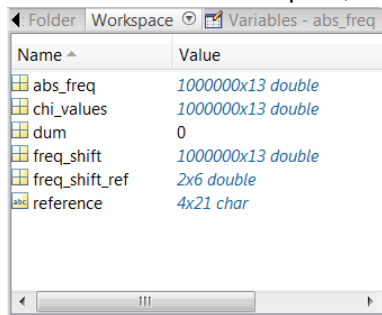 Folder Workspace Variables - abs_freq
Name Value
abs_freq 1000000x13 double
chi_values 1000000x13 double
dum 0
freq_shift 1000000x13 double
freq_shift_ref 2x6 double
abc reference 4x21 char